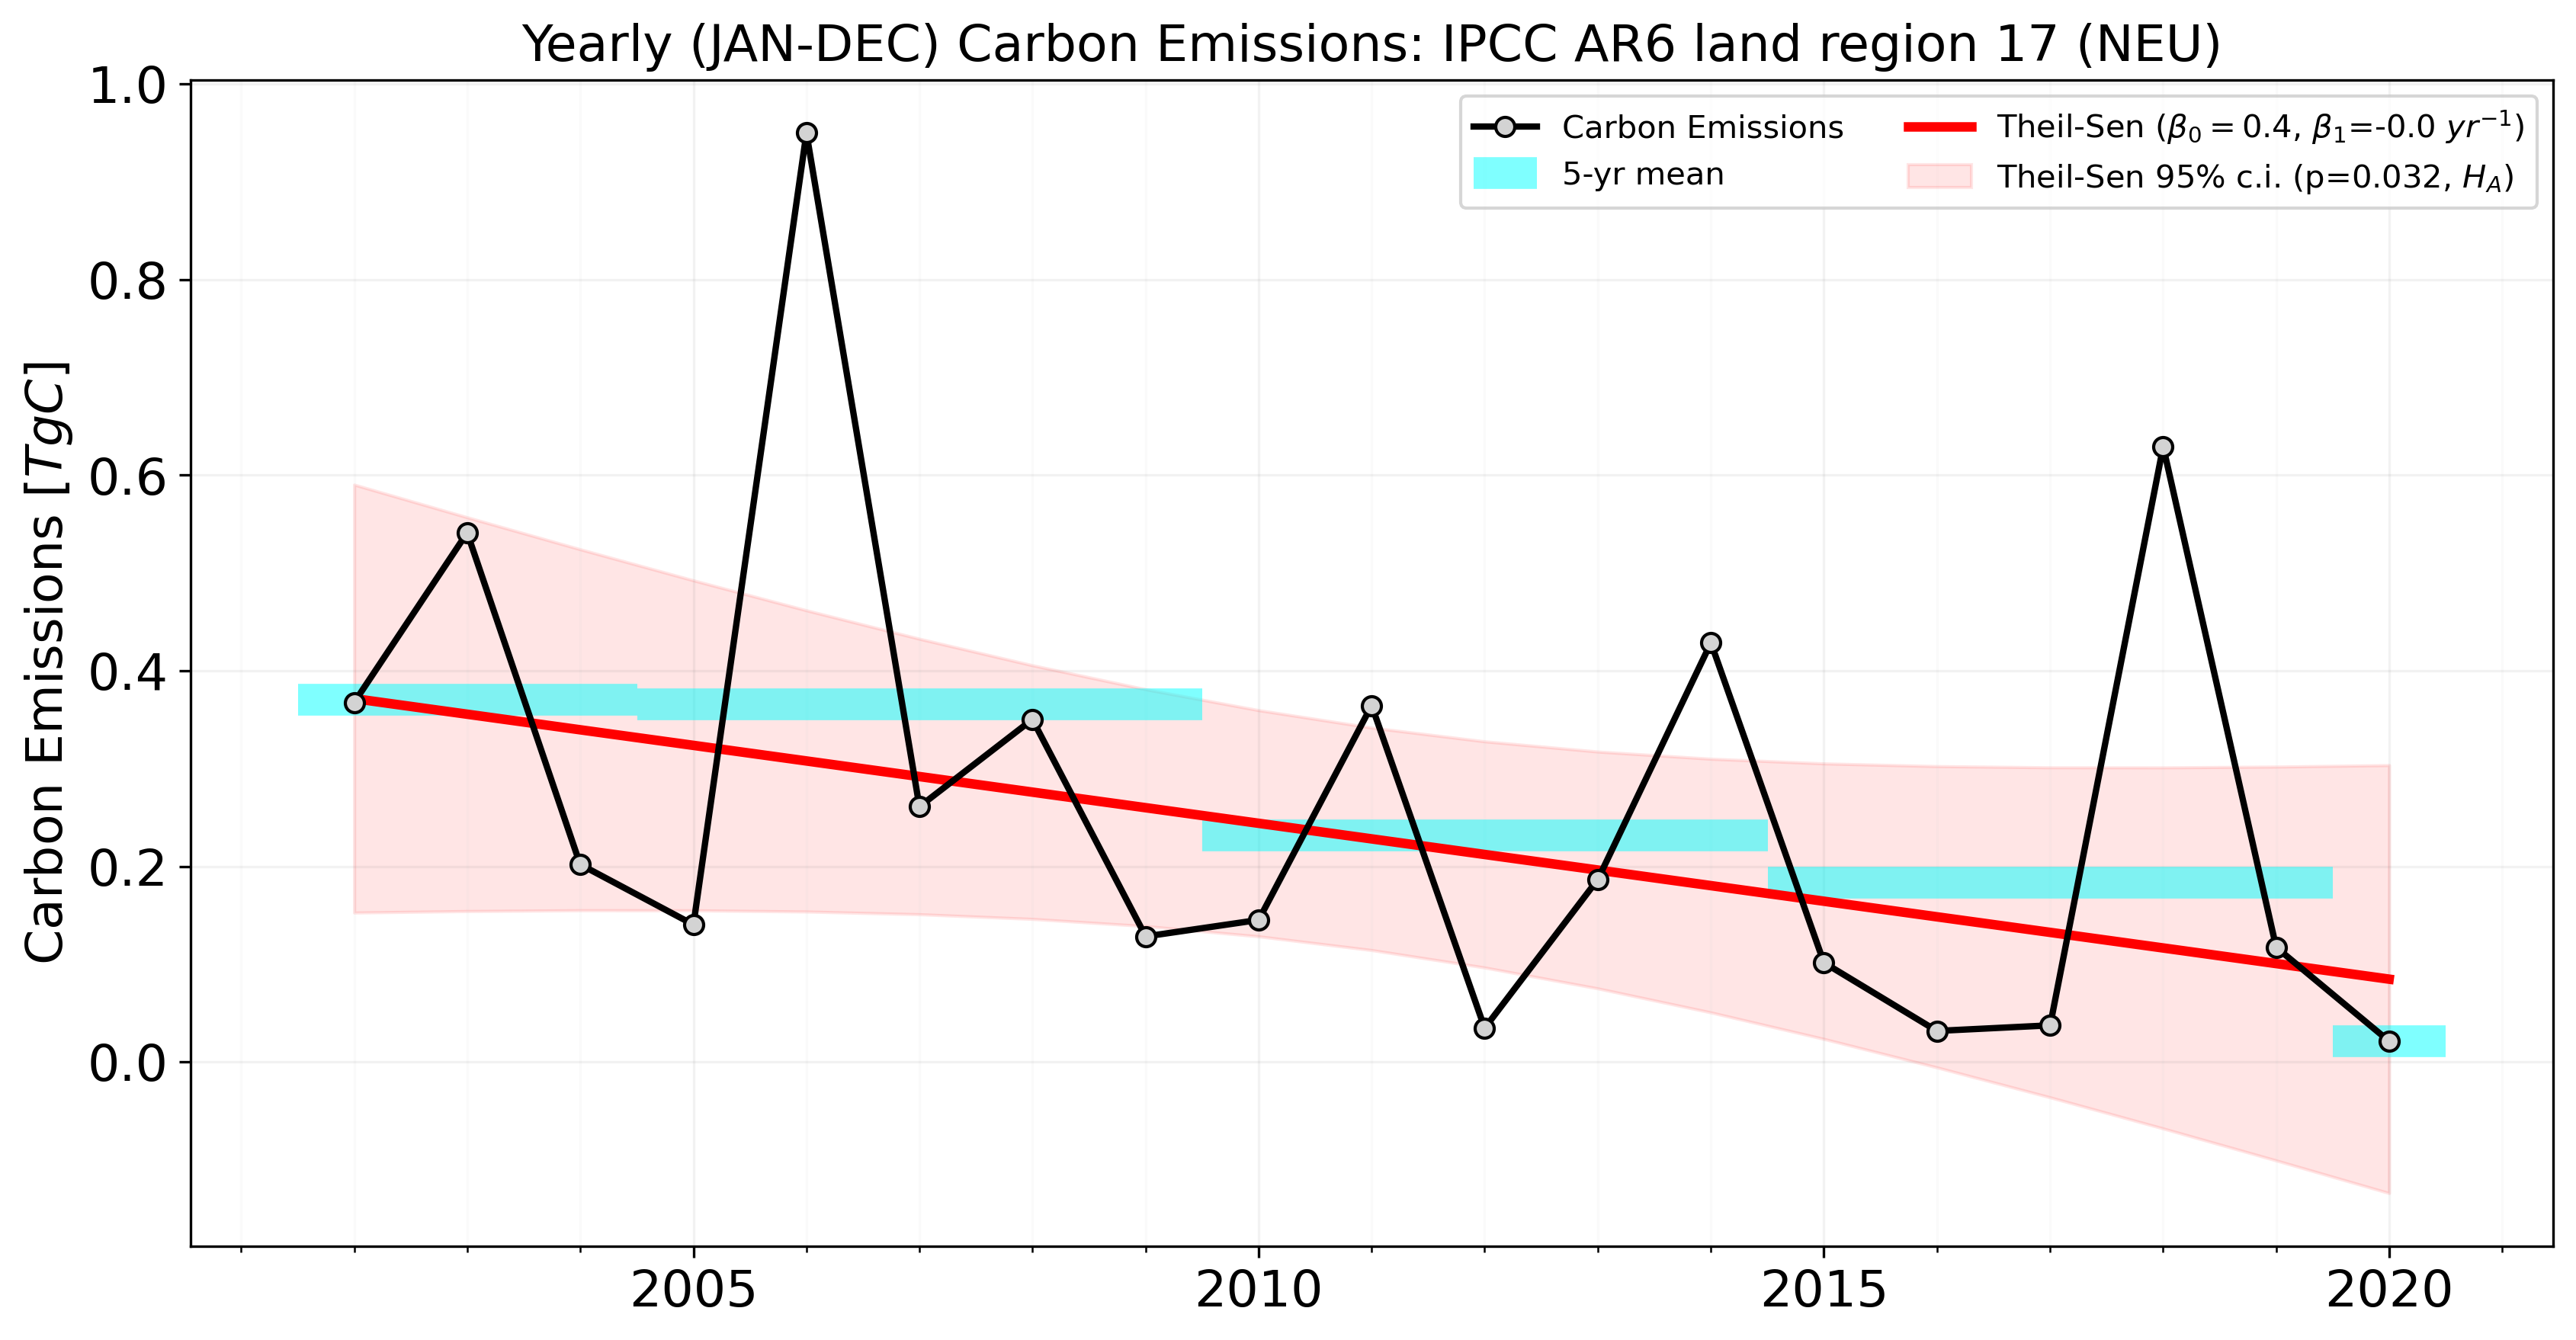 Yearly (JAN-DEC) Carbon Emissions: IPCC AR6 land region 17 (NEU)
Carbon Emissions [TgC]
1.0
0.8
0.6
0.4
0.2
0.0
Carbon Emissions
5-yr mean
Theil-Sen (β₀ = 0.4, β₁=-0.0 yr⁻¹)
Theil-Sen 95% c.i. (p=0.032, H_A)
2005
2010
2015
2020